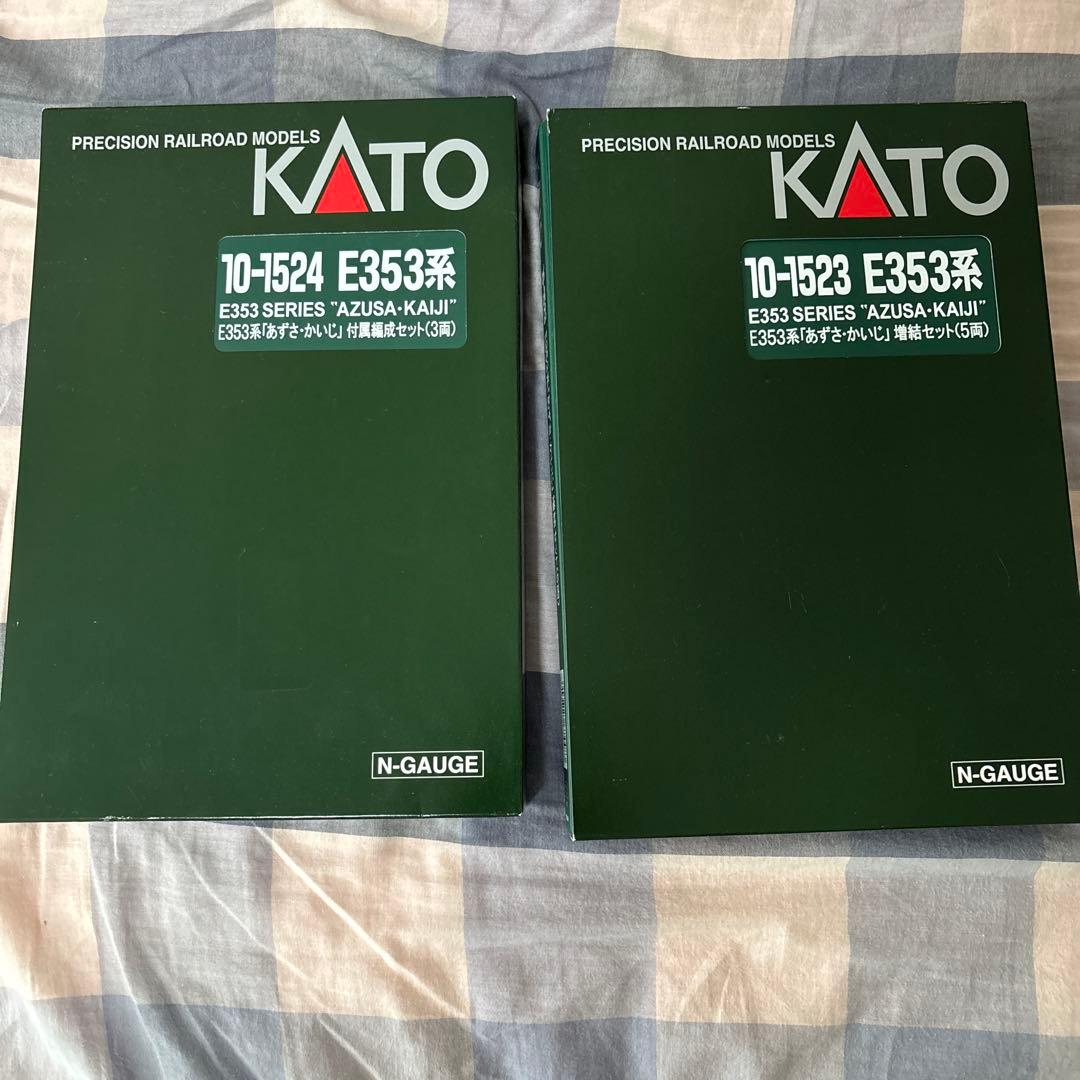 PRECISION RAILROAD MODELS
KATO
10-1524 E353系
E353 SERIES "AZUSA・KAIJI"
E353系「あずさ・かいじ」 付属編成セット(3両)
N-GAUGE
PRECISION RAILROAD MODELS
KATO
10-1523 E353系
E353 SERIES "AZUSA・KAIJI"
E353系「あずさ・かいじ」 増結セット(5両)
N-GAUGE